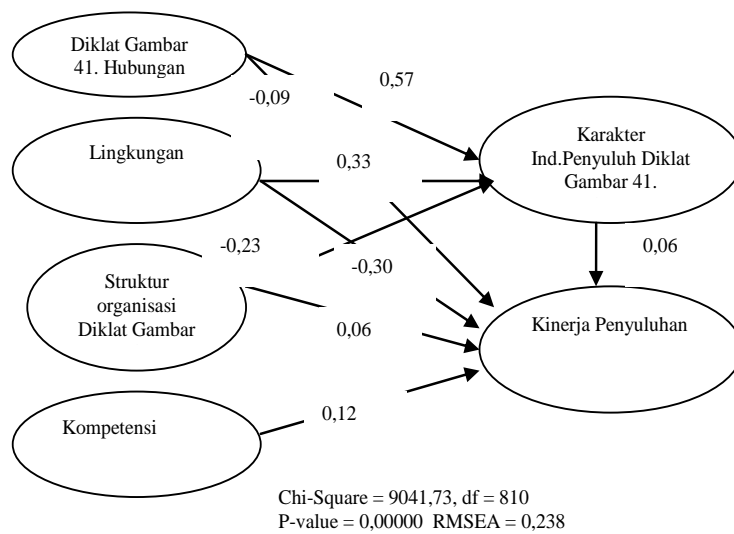 Diklat Gambar
41. Hubungan
-0,09
0,57
Karakter
Ind.Penyuluh Diklat
Gambar 41.
Lingkungan
0,33
-0,23
-0,30
0,06
Struktur
organisasi
Diklat Gambar
0,06
Kinerja Penyuluhan
Kompetensi
0,12
Chi-Square = 9041,73, df = 810
P-value = 0,00000  RMSEA = 0,238